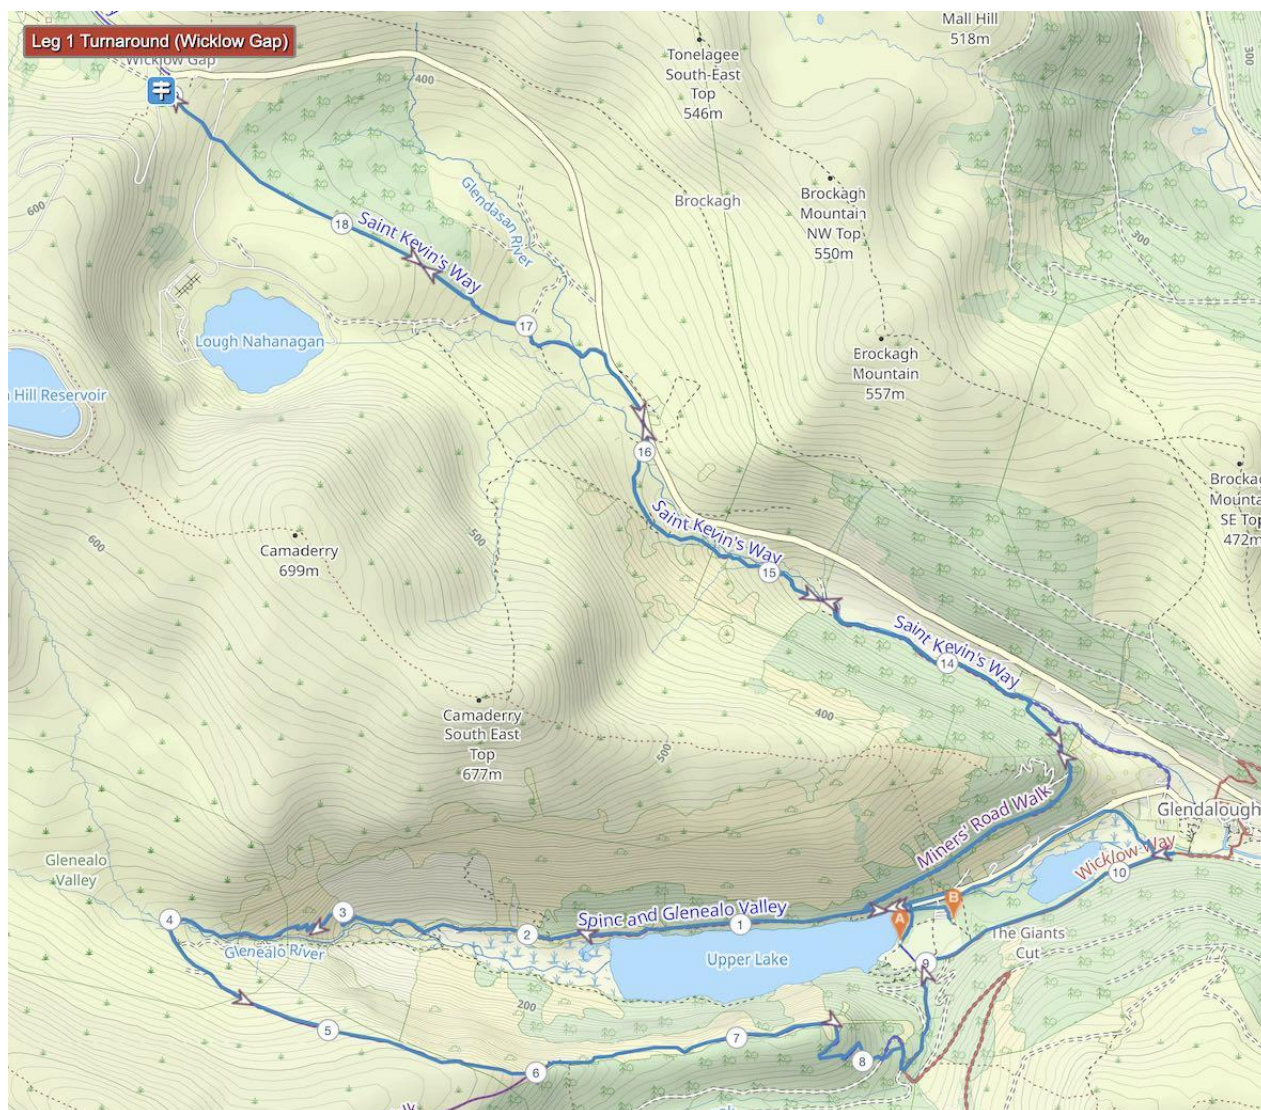 Leg 1 Turnaround (Wicklow Gap)
Wicklow Gap
Mall Hill
518m
400
300
Tonelagee
South-East
Top
546m
Brockagh
Brockagh
Mountain
NW Top
550m
300
600
Glendasan River
18
Saint Kevin's Way
17
Lough Nahanagan
Hill Reservoir
Erockagh
Mountain
557m
16
SE Top
472m
Saint Kevin's Way
15
500
600
Camaderry
699m
Saint Kevin's Way
14
400
500
Camaderry
South East
Top
677m
Miners' Road Walk
Glendalough
Wicklow Way
10
Glenealo
Valley
4
3
2
Spinc and Glenealo Valley
1
A
B
Glenealo River
Upper Lake
9
The Giants
Cut
200
5
6
7
8